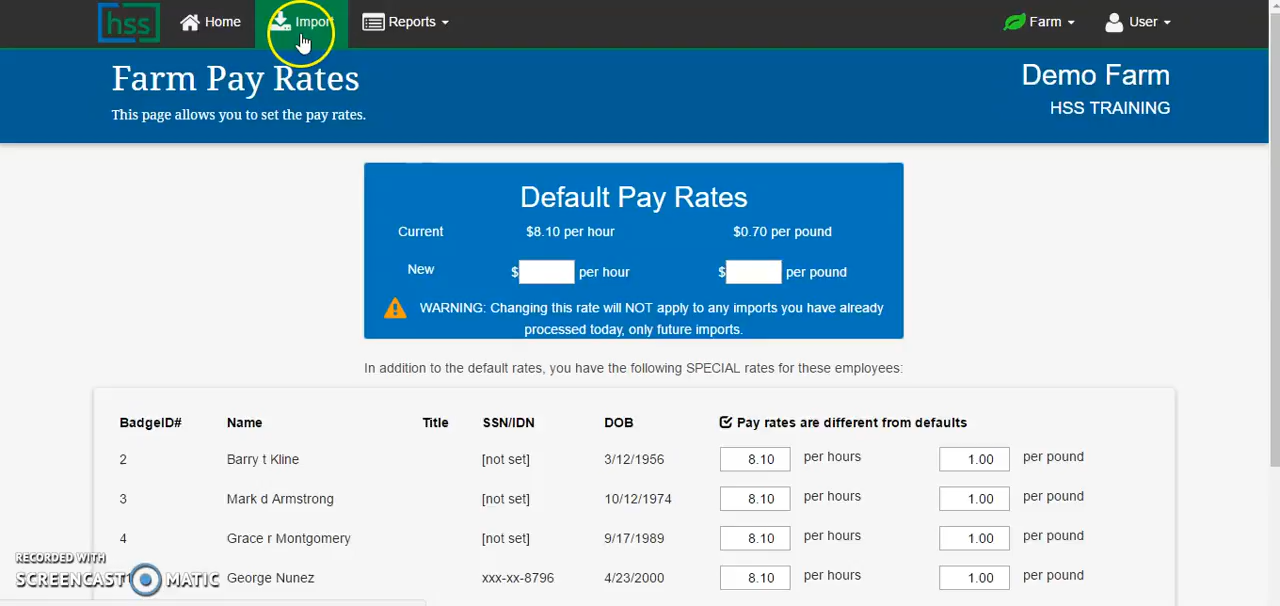 hss Home Import Reports Farm User
Farm Pay Rates
This page allows you to set the pay rates.
Demo Farm
HSS TRAINING
Default Pay Rates
Current $8.10 per hour $0.70 per pound
New $ per hour $ per pound
WARNING: Changing this rate will NOT apply to any imports you have already
processed today, only future imports.
In addition to the default rates, you have the following SPECIAL rates for these employees:
BadgeID# Name Title SSN/IDN DOB Pay rates are different from defaults
2 Barry t Kline [not set] 3/12/1956 8.10 per hours 1.00 per pound
3 Mark d Armstrong [not set] 10/12/1974 8.10 per hours 1.00 per pound
4 Grace r Montgomery [not set] 9/17/1989 8.10 per hours 1.00 per pound
George Nunez xxx-xx-8796 4/23/2000 8.10 per hours 1.00 per pound
RECORDED WITH
SCREENCAST MATIC